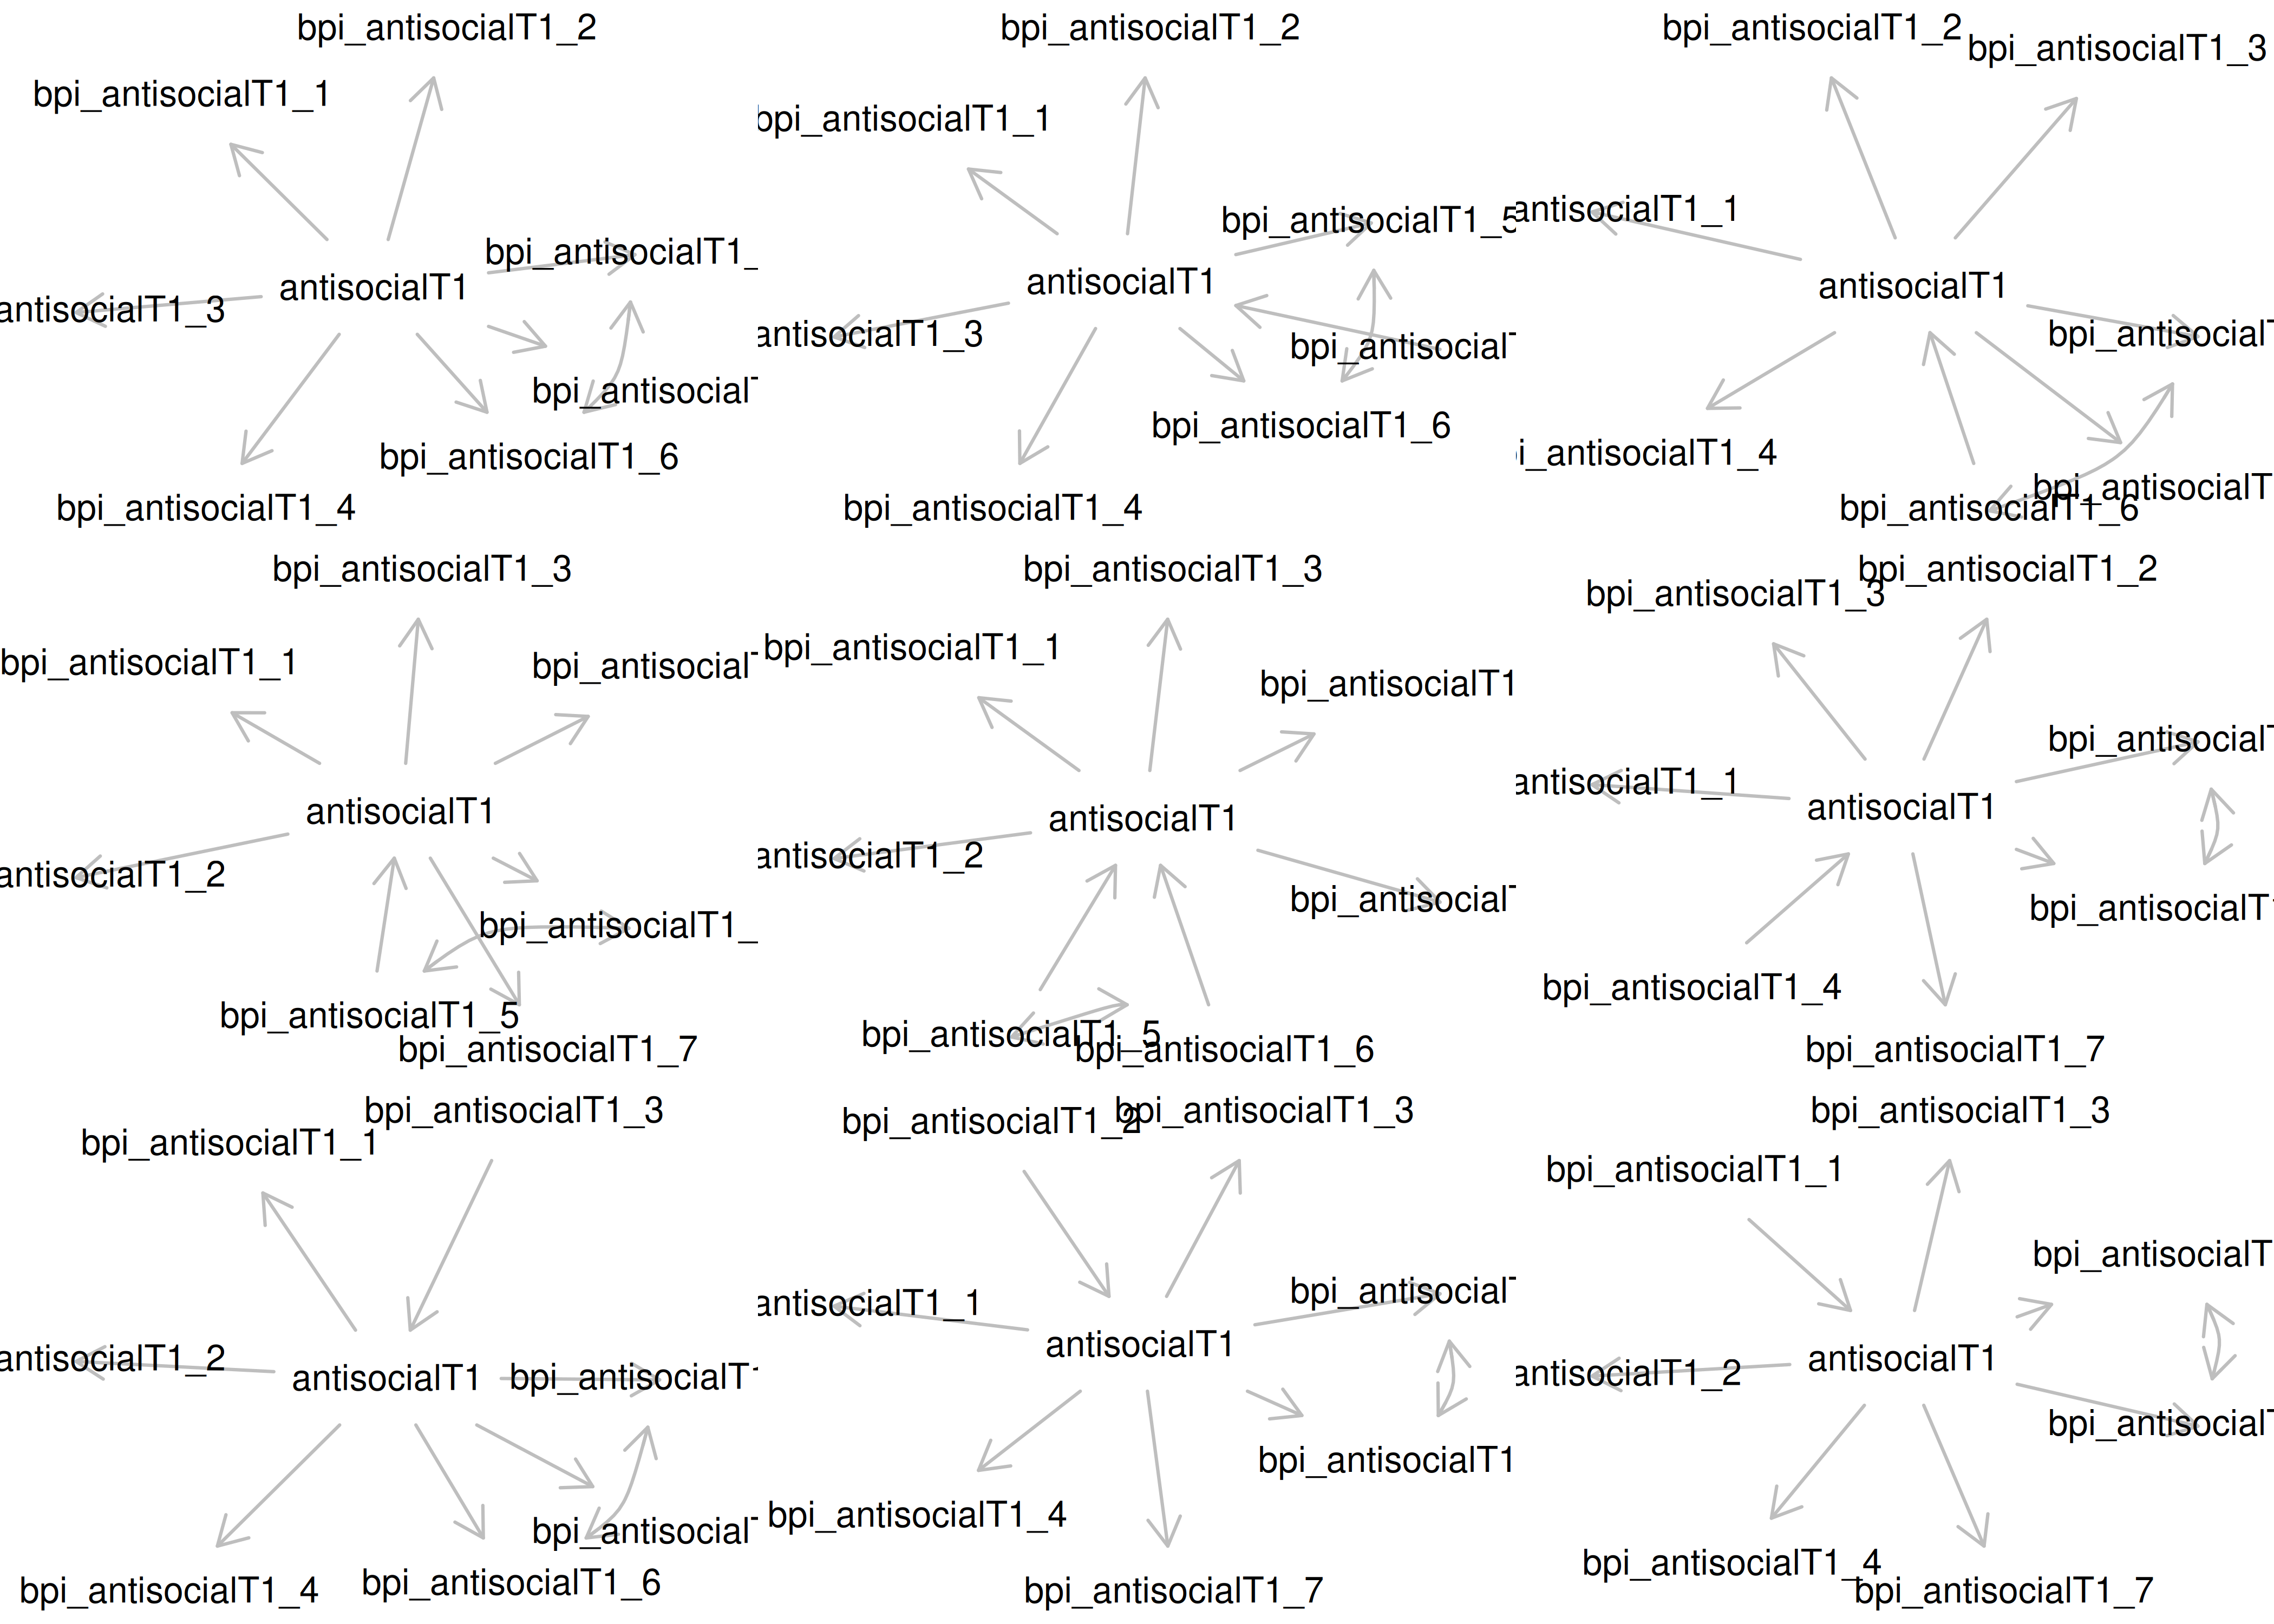 bpi_antisocialT1_2
bpi_antisocialT1_1
bpi_antisocialT1_
antisocialT1
antisocialT1_3
bpi_antisocial
bpi_antisocialT1_6
bpi_antisocialT1_4
bpi_antisocialT1_2
bpi_antisocialT1_1
bpi_antisocialT1_5
antisocialT1
antisocialT1_3
bpi_antisocial
bpi_antisocialT1_6
bpi_antisocialT1_4
bpi_antisocialT1_2
bpi_antisocialT1_3
antisocialT1_1
antisocialT1
bpi_antisocial
i_antisocialT1_4
bpi_antisocialT
bpi_antisocialT1_6
bpi_antisocialT1_3
bpi_antisocialT1_1
bpi_antisocial
antisocialT1
antisocialT1_2
bpi_antisocialT1_
bpi_antisocialT1_5
bpi_antisocialT1_7
bpi_antisocialT1_3
bpi_antisocialT1_1
bpi_antisocialT1
antisocialT1
antisocialT1_2
bpi_antisocial
bpi_antisocialT1_5
bpi_antisocialT1_6
bpi_antisocialT1_2
bpi_antisocialT1_3
bpi_antisocial
antisocialT1_1
antisocialT1
bpi_antisocialT
bpi_antisocialT1_4
bpi_antisocialT1_7
bpi_antisocialT1_3
bpi_antisocialT1_1
antisocialT1_2
antisocialT1
bpi_antisocialT
bpi_antisocial
bpi_antisocialT1_4
bpi_antisocialT1_6
bpi_antisocialT1_2
bpi_antisocialT1_3
antisocialT1_1
bpi_antisocial
antisocialT1
bpi_antisocialT1
bpi_antisocialT1_4
bpi_antisocialT1_7
bpi_antisocialT1_3
bpi_antisocialT1_1
bpi_antisocialT
antisocialT1
antisocialT1_2
bpi_antisocial
bpi_antisocialT1_4
bpi_antisocialT1_7